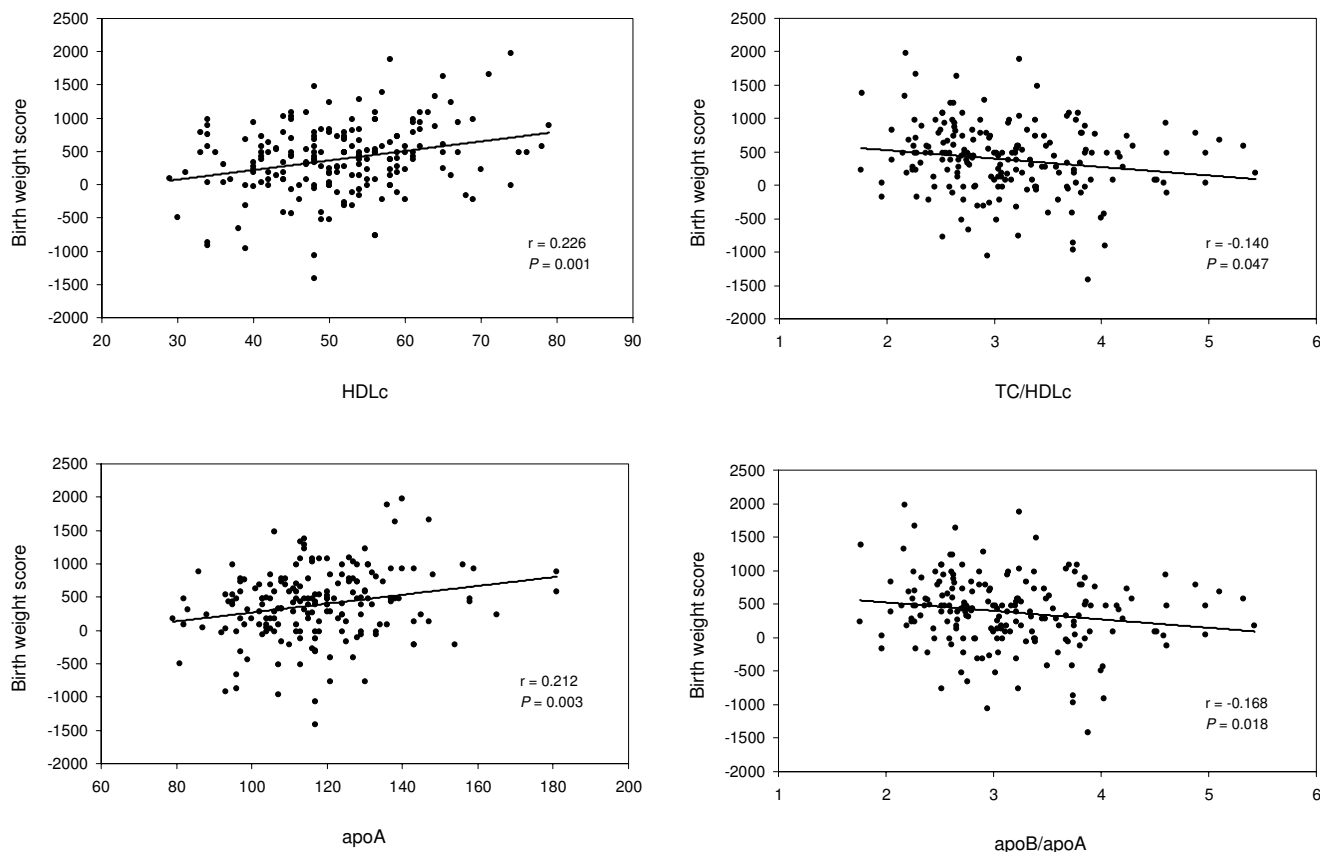 2500
2000
1500
1000
500
0
-500
-1000
-1500
-2000
Birth weight score
r = 0.226
P = 0.001
20 30 40 50 60 70 80 90
HDLc
2500
2000
1500
1000
500
0
-500
-1000
-1500
-2000
Birth weight score
r = -0.140
P = 0.047
1 2 3 4 5 6
TC/HDLc
2500
2000
1500
1000
500
0
-500
-1000
-1500
-2000
Birth weight score
r = 0.212
P = 0.003
60 80 100 120 140 160 180 200
apoA
2500
2000
1500
1000
500
0
-500
-1000
-1500
-2000
Birth weight score
r = -0.168
P = 0.018
1 2 3 4 5 6
apoB/apoA